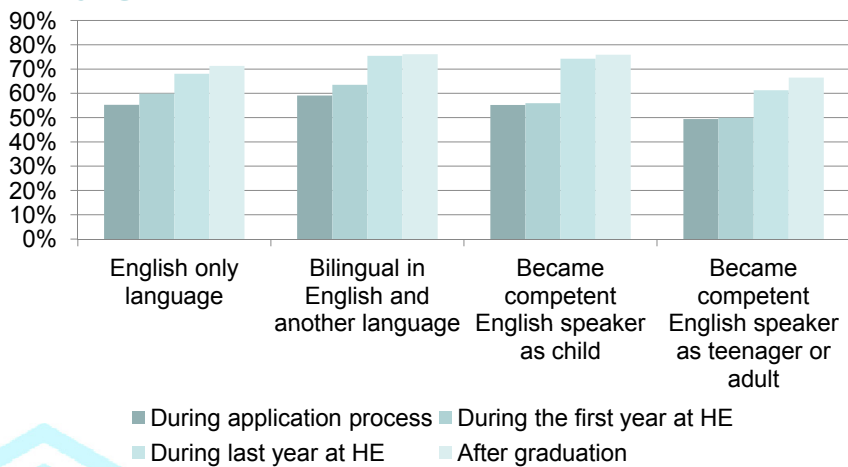 90%
80%
70%
60%
50%
40%
30%
20%
10%
0%
English only
language
Bilingual in
English and
another language
Became
competent
English speaker
as child
Became
competent
English speaker
as teenager or
adult
During application process
During the first year at HE
During last year at HE
After graduation